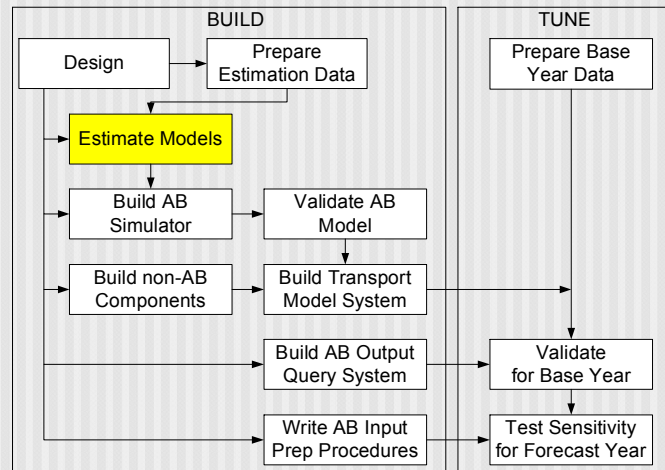 BUILD
TUNE
Design
Prepare
Estimation Data
Prepare Base
Year Data
Estimate Models
Build AB
Simulator
Validate AB
Model
Build non-AB
Components
Build Transport
Model System
Build AB Output
Query System
Validate
for Base Year
Write AB Input
Prep Procedures
Test Sensitivity
for Forecast Year